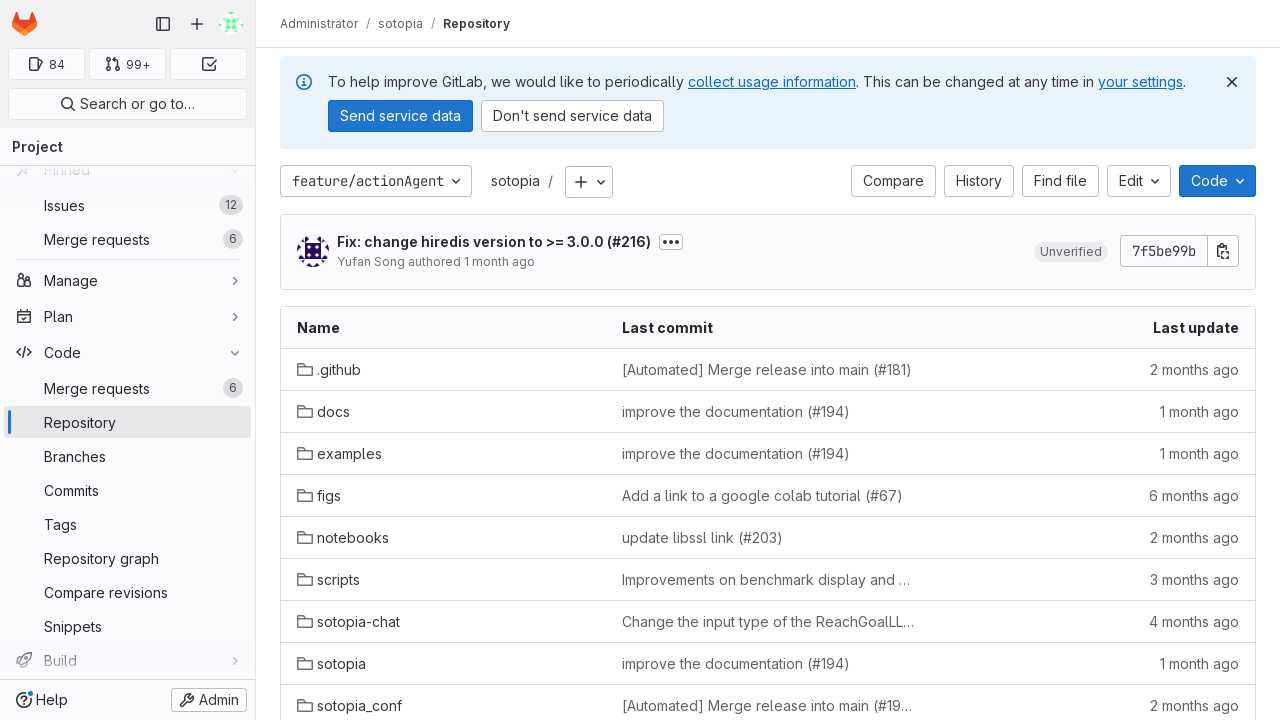 Administrator / sotopia / Repository
84
99+
Search or go to…
Project
Pinned
Issues 12
Merge requests 6
Manage
Plan
Code
Merge requests 6
Repository
Branches
Commits
Tags
Repository graph
Compare revisions
Snippets
Build
Help
Admin
To help improve GitLab, we would like to periodically collect usage information. This can be changed at any time in your settings.
Send service data
Don't send service data
feature/actionAgent
sotopia /
Compare
History
Find file
Edit
Code
Fix: change hiredis version to >= 3.0.0 (#216)
Yufan Song authored 1 month ago
Unverified
7f5be99b
Name Last commit Last update
.github [Automated] Merge release into main (#181) 2 months ago
docs improve the documentation (#194) 1 month ago
examples improve the documentation (#194) 1 month ago
figs Add a link to a google colab tutorial (#67) 6 months ago
notebooks update libssl link (#203) 2 months ago
scripts Improvements on benchmark display and … 3 months ago
sotopia-chat Change the input type of the ReachGoalLL… 4 months ago
sotopia improve the documentation (#194) 1 month ago
sotopia_conf [Automated] Merge release into main (#19… 2 months ago